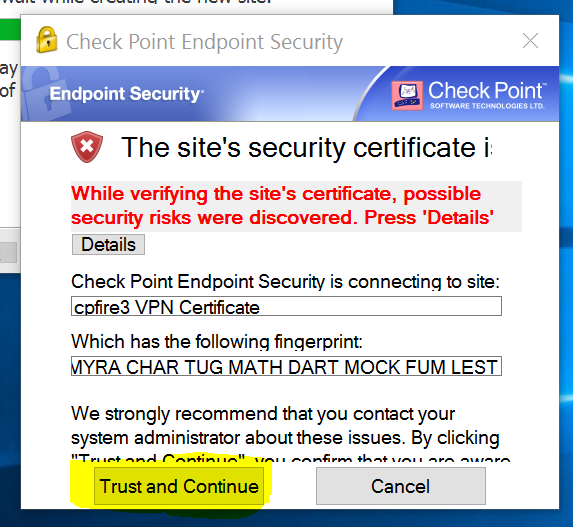 wait while creating the new site.
Check Point Endpoint Security
ay
of
Endpoint Security
Check Point™
SOFTWARE TECHNOLOGIES LTD.
The site's security certificate i
While verifying the site's certificate, possible
security risks were discovered. Press 'Details'
Details
Check Point Endpoint Security is connecting to site:
cpfire3 VPN Certificate
Which has the following fingerprint:
MYRA CHAR TUG MATH DART MOCK FUM LEST
We strongly recommend that you contact your
system administrator about these issues. By clicking
"Trust and Continue", you confirm that you are aware
Trust and Continue
Cancel